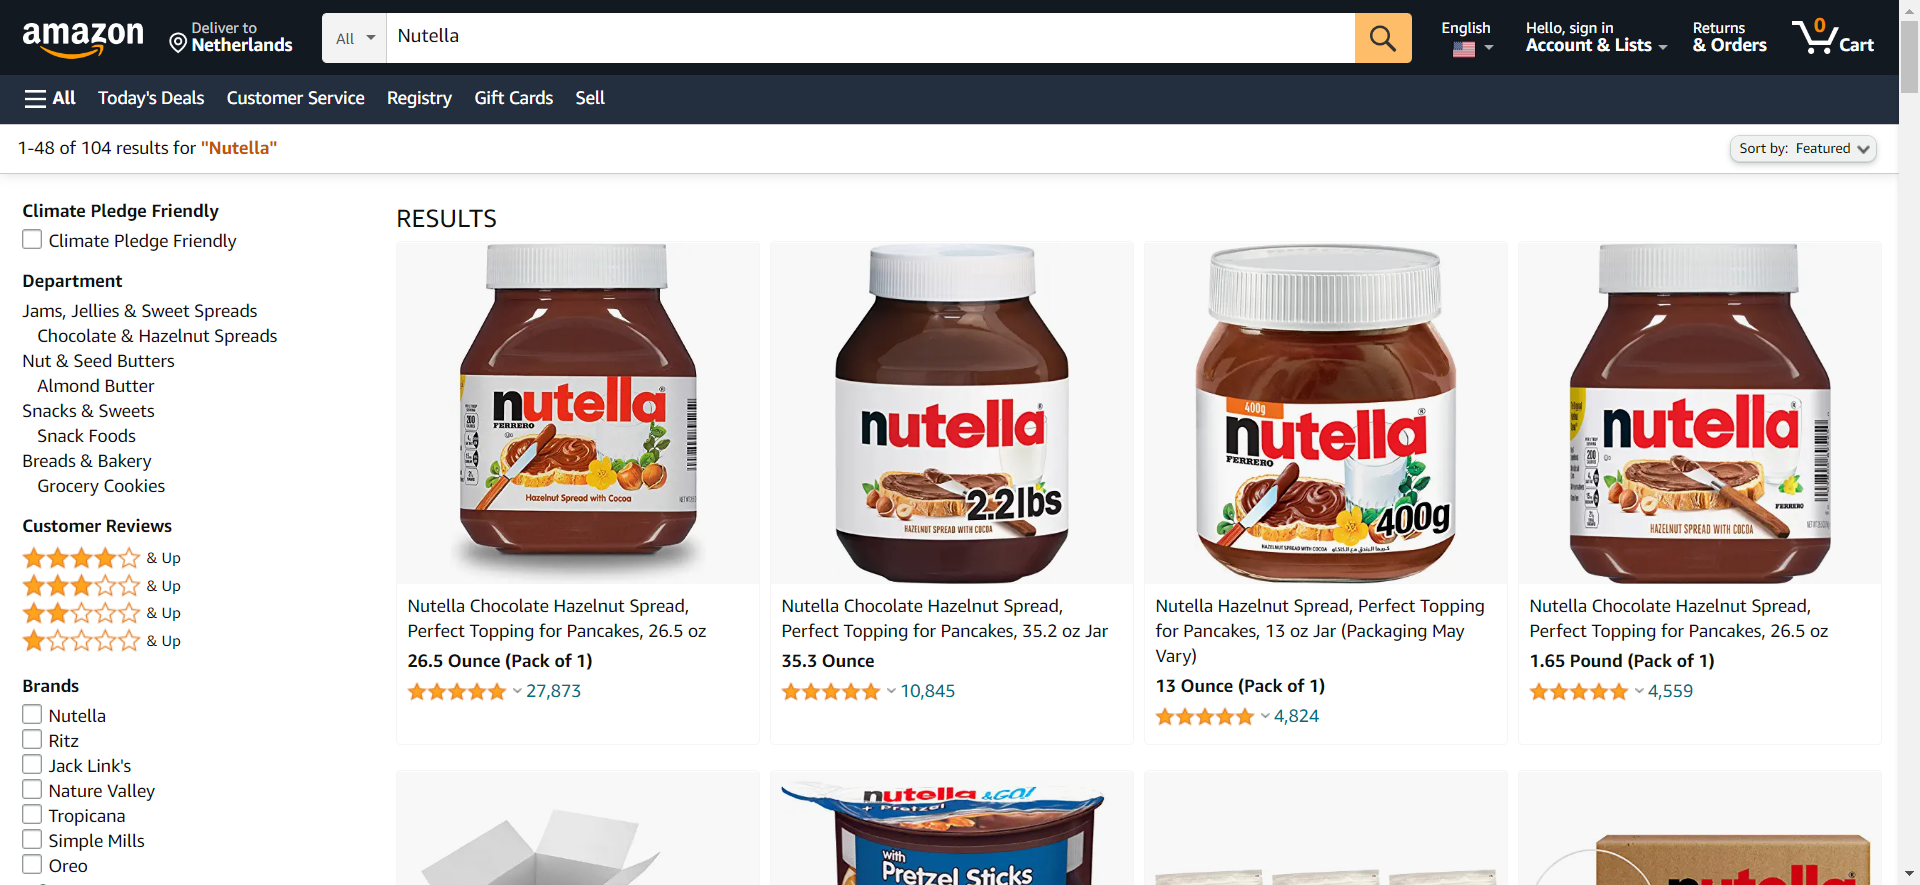 amazon
Deliver to
Netherlands
All
Nutella
English
Hello, sign in
Account & Lists
Returns
& Orders
0
Cart
All
Today's Deals
Customer Service
Registry
Gift Cards
Sell
1-48 of 104 results for "Nutella"
Sort by: Featured
Climate Pledge Friendly
Climate Pledge Friendly
Department
Jams, Jellies & Sweet Spreads
Chocolate & Hazelnut Spreads
Nut & Seed Butters
Almond Butter
Snacks & Sweets
Snack Foods
Breads & Bakery
Grocery Cookies
Customer Reviews
& Up
& Up
& Up
& Up
Brands
Nutella
Ritz
Jack Link's
Nature Valley
Tropicana
Simple Mills
Oreo
RESULTS
nutella
FERRERO
200
Hazelnut Spread with Cocoa
Nutella Chocolate Hazelnut Spread,
Perfect Topping for Pancakes, 26.5 oz
26.5 Ounce (Pack of 1)
27,873
nutella
2.2lbs
HAZELNUT SPREAD WITH COCOA
Nutella Chocolate Hazelnut Spread,
Perfect Topping for Pancakes, 35.2 oz Jar
35.3 Ounce
10,845
400g
nutella
FERRERO
400g
HAZELNUT SPREAD WITH COCOA
Nutella Hazelnut Spread, Perfect Topping
for Pancakes, 13 oz Jar (Packaging May
Vary)
13 Ounce (Pack of 1)
4,824
nutella
200
FERRERO
HAZELNUT SPREAD WITH COCOA
Nutella Chocolate Hazelnut Spread,
Perfect Topping for Pancakes, 26.5 oz
1.65 Pound (Pack of 1)
4,559
nutella &GO!
+ Pretzel
with
Pretzel Sticks
nutella